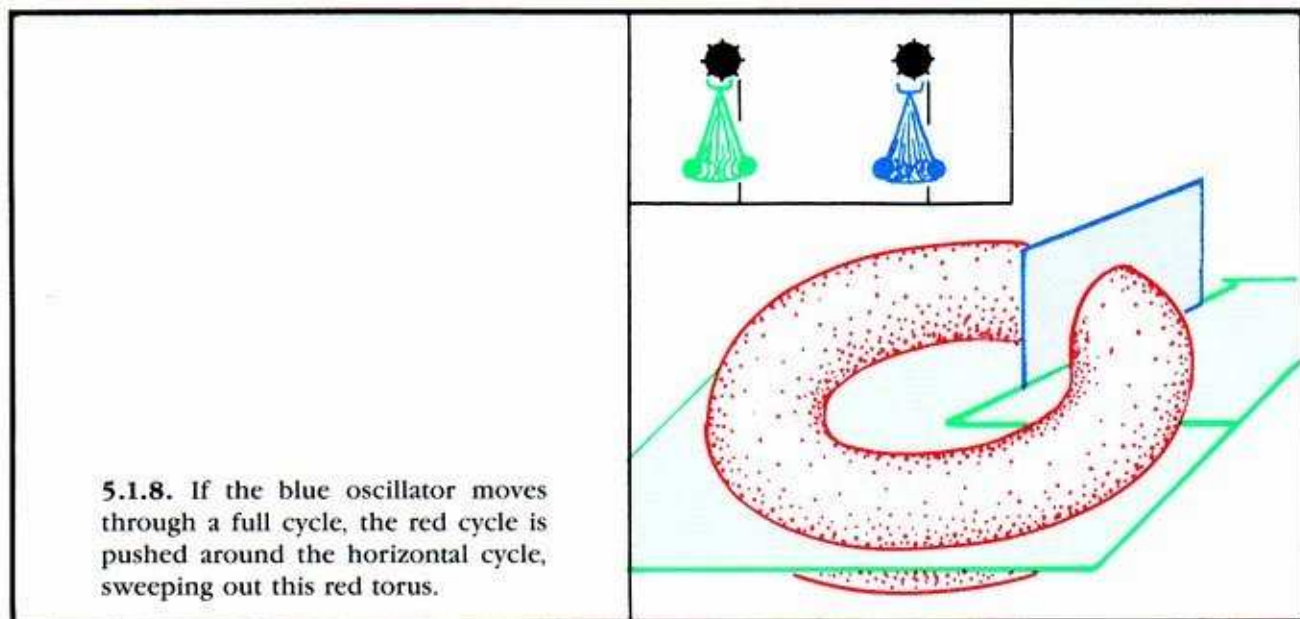 5.1.8. If the blue oscillator moves
through a full cycle, the red cycle is
pushed around the horizontal cycle,
sweeping out this red torus.